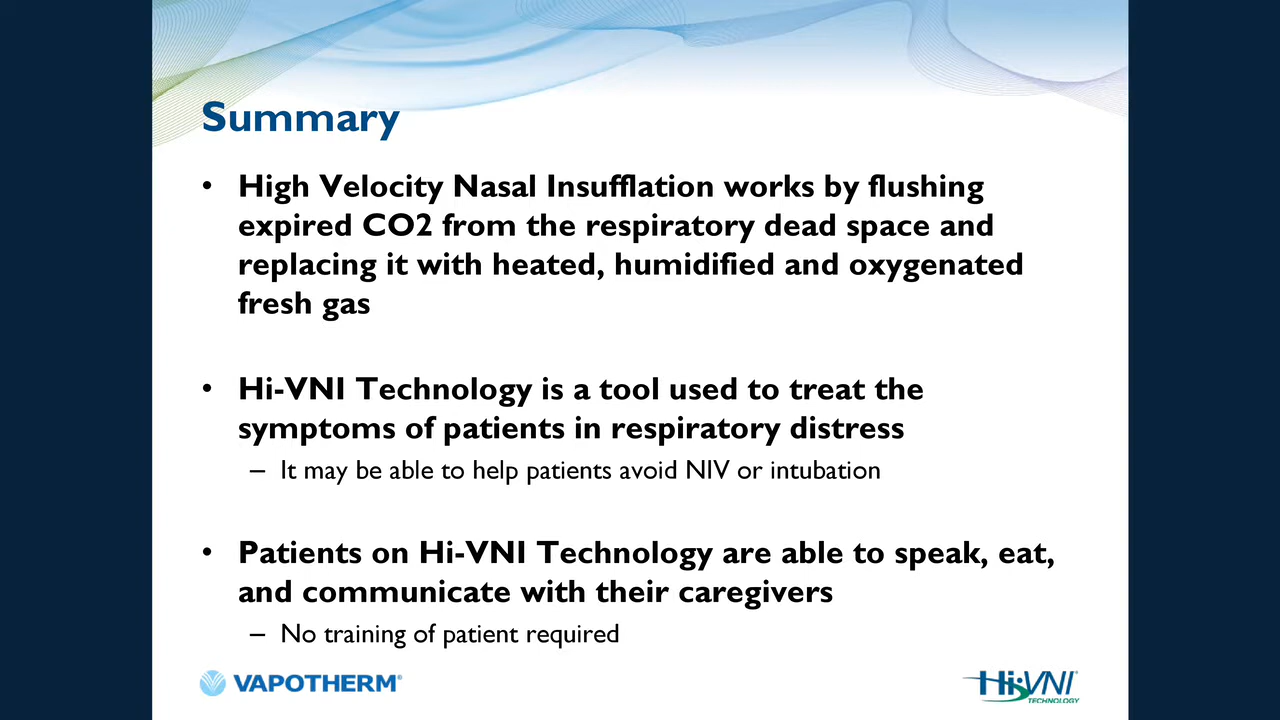 Summary
• High Velocity Nasal Insufflation works by flushing
expired CO2 from the respiratory dead space and
replacing it with heated, humidified and oxygenated
fresh gas
• Hi-VNI Technology is a tool used to treat the
symptoms of patients in respiratory distress
– It may be able to help patients avoid NIV or intubation
• Patients on Hi-VNI Technology are able to speak, eat,
and communicate with their caregivers
– No training of patient required
VAPOTHERM®
Hi-VNI®
TECHNOLOGY